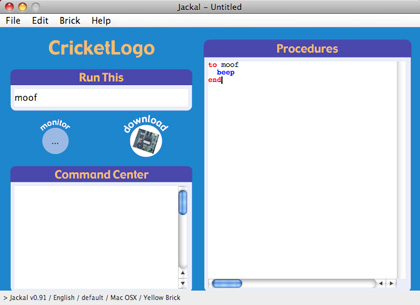 Jackal – Untitled
File Edit Brick Help
CricketLogo
Run This
moof
monitor
...
download
Command Center
Procedures
to moof
beep
end
> Jackal v0.91 / English / default / Mac OSX / Yellow Brick